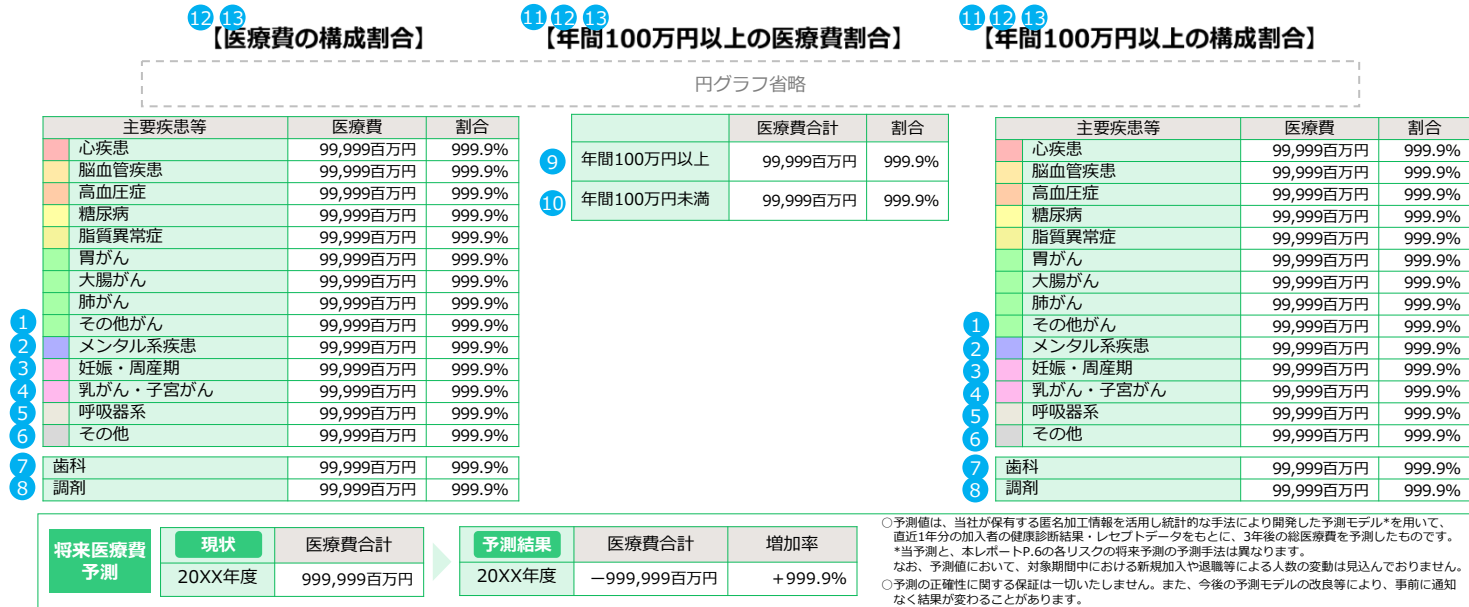 12 13 11 12 13 11 12 13
【医療費の構成割合】 【年間100万円以上の医療費割合】 【年間100万円以上の構成割合】
円グラフ省略
主要疾患等 医療費 割合
心疾患 99,999百万円 999.9%
脳血管疾患 99,999百万円 999.9%
高血圧症 99,999百万円 999.9%
糖尿病 99,999百万円 999.9%
脂質異常症 99,999百万円 999.9%
胃がん 99,999百万円 999.9%
大腸がん 99,999百万円 999.9%
肺がん 99,999百万円 999.9%
1 その他がん 99,999百万円 999.9%
2 メンタル系疾患 99,999百万円 999.9%
3 妊娠・周産期 99,999百万円 999.9%
4 乳がん・子宮がん 99,999百万円 999.9%
5 呼吸器系 99,999百万円 999.9%
6 その他 99,999百万円 999.9%
7 歯科 99,999百万円 999.9%
8 調剤 99,999百万円 999.9%
医療費合計 割合
9 年間100万円以上 99,999百万円 999.9%
10 年間100万円未満 99,999百万円 999.9%
主要疾患等 医療費 割合
心疾患 99,999百万円 999.9%
脳血管疾患 99,999百万円 999.9%
高血圧症 99,999百万円 999.9%
糖尿病 99,999百万円 999.9%
脂質異常症 99,999百万円 999.9%
胃がん 99,999百万円 999.9%
大腸がん 99,999百万円 999.9%
肺がん 99,999百万円 999.9%
1 その他がん 99,999百万円 999.9%
2 メンタル系疾患 99,999百万円 999.9%
3 妊娠・周産期 99,999百万円 999.9%
4 乳がん・子宮がん 99,999百万円 999.9%
5 呼吸器系 99,999百万円 999.9%
6 その他 99,999百万円 999.9%
7 歯科 99,999百万円 999.9%
8 調剤 99,999百万円 999.9%
将来医療費
予測
現状 医療費合計
20XX年度 999,999百万円
予測結果 医療費合計 増加率
20XX年度 －999,999百万円 ＋999.9%
○予測値は、当社が保有する匿名加工情報を活用し統計的な手法により開発した予測モデル*を用いて、
直近1年分の加入者の健康診断結果・レセプトデータをもとに、3年後の総医療費を予測したものです。
*当予測と、本レポートP.6の各リスクの将来予測の予測手法は異なります。
なお、予測値において、対象期間中における新規加入や退職等による人数の変動は見込んでおりません。
○予測の正確性に関する保証は一切いたしません。また、今後の予測モデルの改良等により、事前に通知
なく結果が変わることがあります。